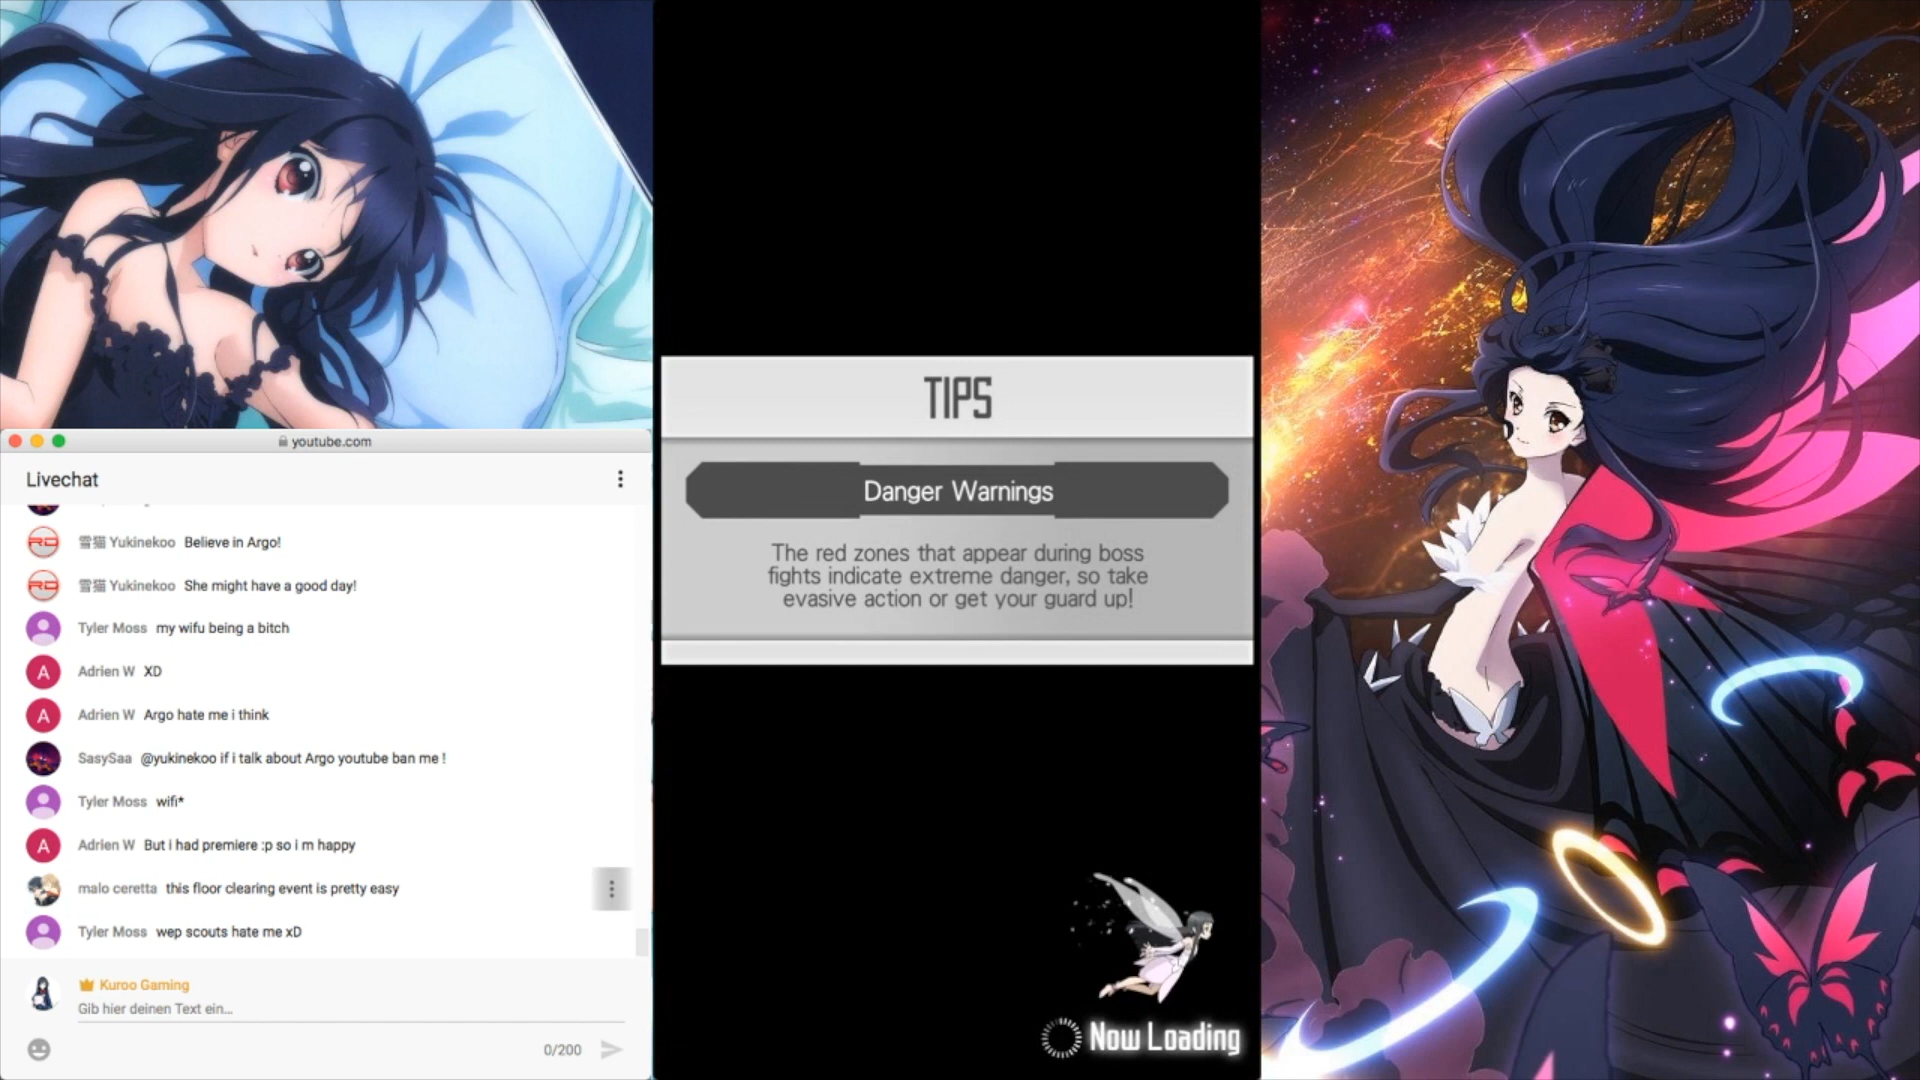 youtube.com
Livechat
雪猫 Yukinekoo Believe in Argo!
雪猫 Yukinekoo She might have a good day!
Tyler Moss my wifu being a bitch
A Adrien W XD
A Adrien W Argo hate me i think
SasySaa @yukinekoo if i talk about Argo youtube ban me !
Tyler Moss wifi*
A Adrien W But i had premiere :p so i m happy
malo ceretta this floor clearing event is pretty easy
Tyler Moss wep scouts hate me xD
Kuroo Gaming
Gib hier deinen Text ein...
0/200
TIPS
Danger Warnings
The red zones that appear during boss
fights indicate extreme danger, so take
evasive action or get your guard up!
Now Loading